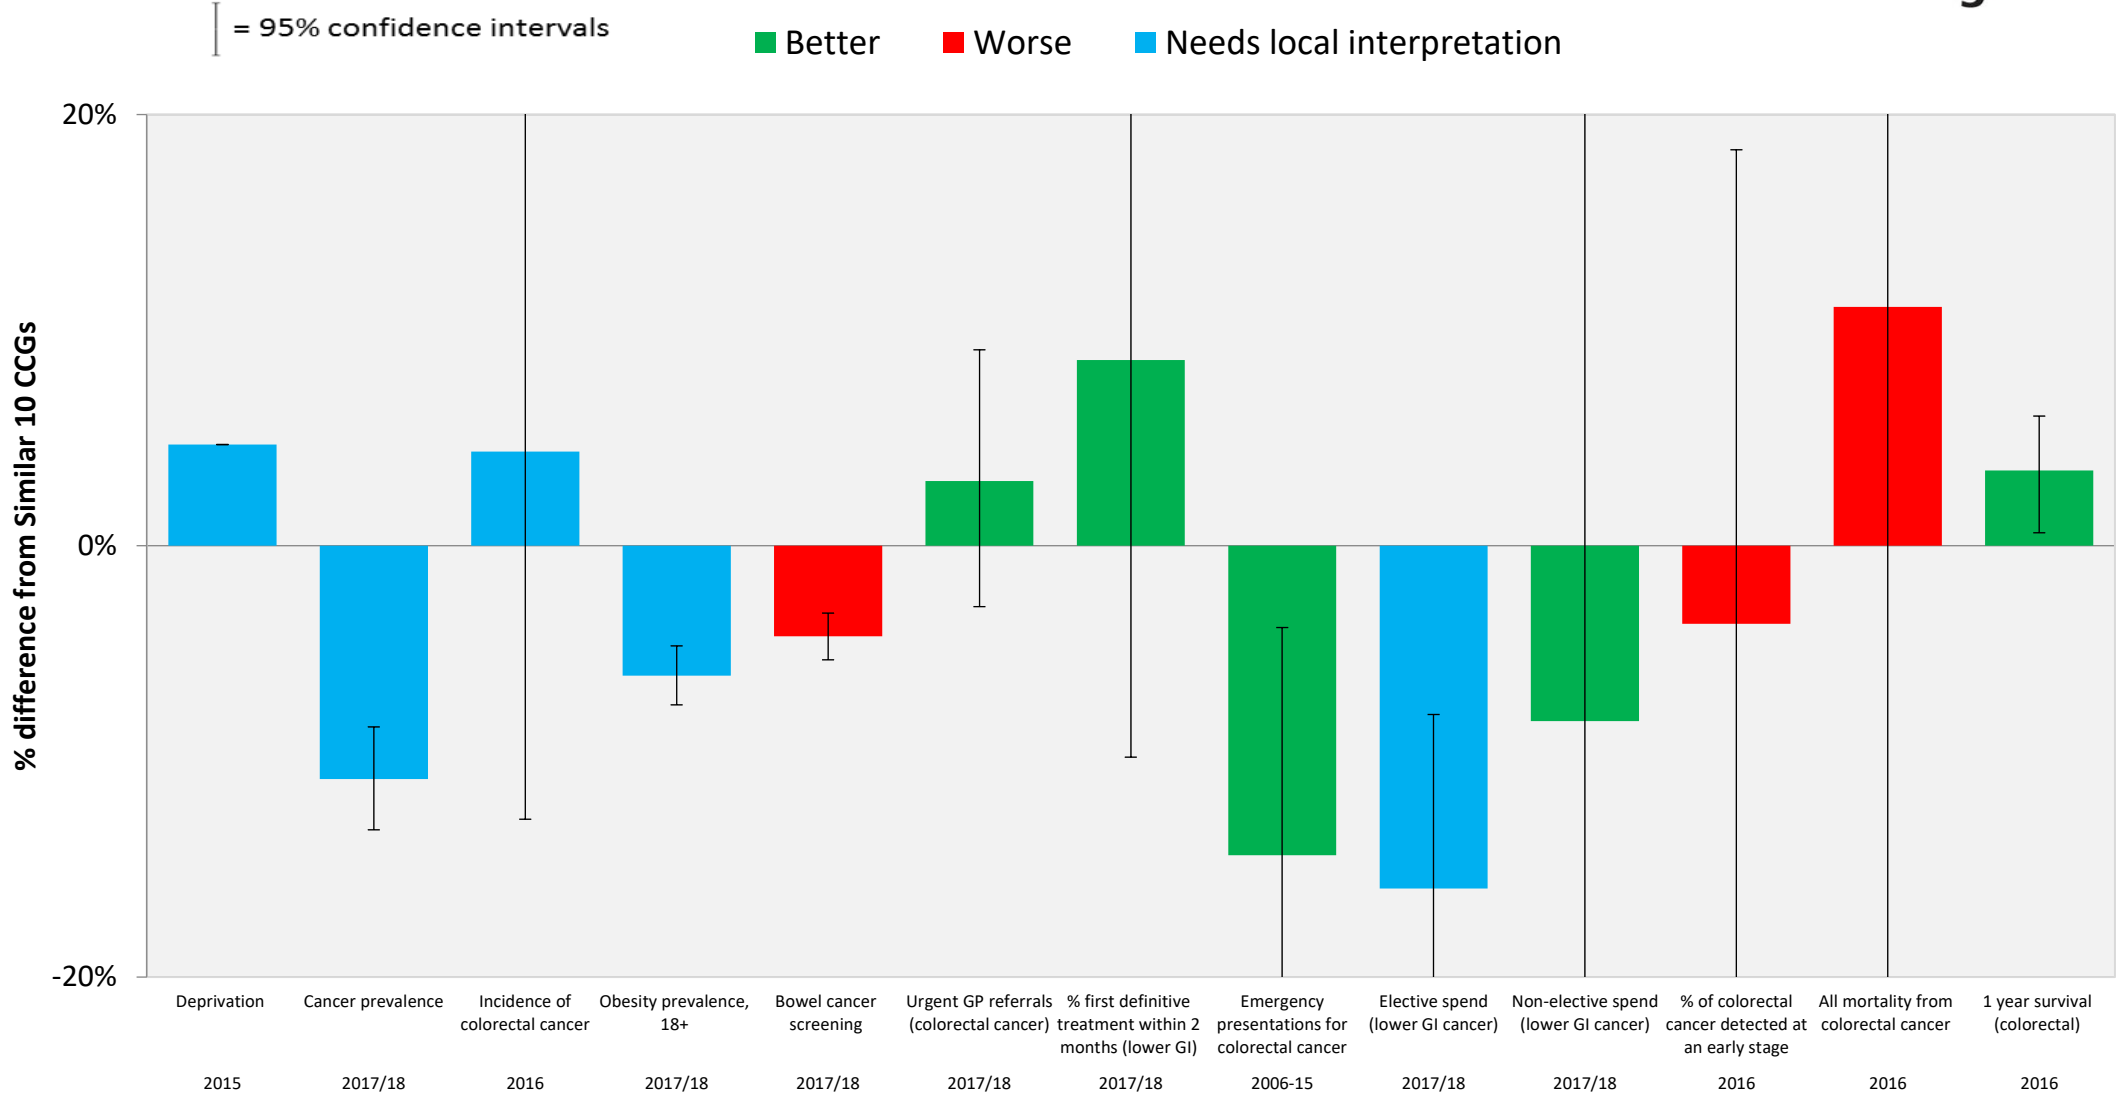 = 95% confidence intervals
Better Worse Needs local interpretation
g
% difference from Similar 10 CCGs
20%
0%
-20%
Deprivation
2015
Cancer prevalence
2017/18
Incidence of
colorectal cancer
2016
Obesity prevalence,
18+
2017/18
Bowel cancer
screening
2017/18
Urgent GP referrals
(colorectal cancer)
2017/18
% first definitive
treatment within 2
months (lower GI)
2017/18
Emergency
presentations for
colorectal cancer
2006-15
Elective spend
(lower GI cancer)
2017/18
Non-elective spend
(lower GI cancer)
2017/18
% of colorectal
cancer detected at
an early stage
2016
All mortality from
colorectal cancer
2016
1 year survival
(colorectal)
2016